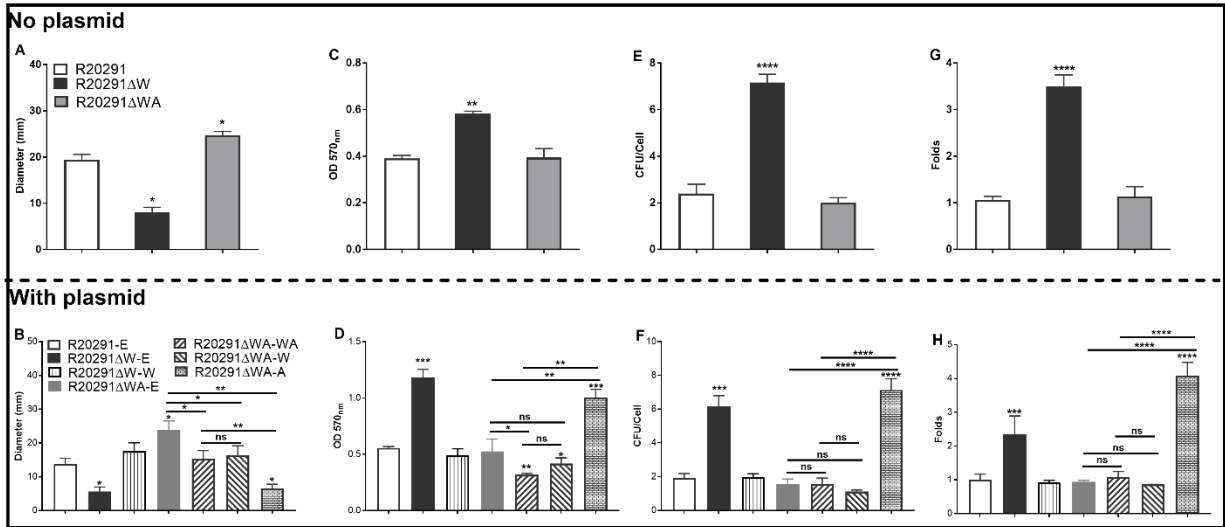 No plasmid
A
R20291
R20291ΔW
R20291ΔWA
Diameter (mm)
40
30
20
10
0
*
*
C
OD 570nm
0.8
0.6
0.4
0.2
0.0
**
E
CFU/Cell
8
6
4
2
0
****
G
Folds
4
3
2
1
0
****
With plasmid
B
R20291-E
R20291ΔW-E
R20291ΔW-W
R20291ΔWA-E
R20291ΔWA-WA
R20291ΔWA-W
R20291ΔWA-A
Diameter (mm)
50
40
30
20
10
0
**
*
*
**
ns
*
*
*
D
OD 570nm
1.5
1.0
0.5
0.0
**
**
ns
*
ns
***
**
*
***
F
CFU/Cell
10
8
6
4
2
0
****
****
ns
ns
ns
***
****
H
Folds
5
4
3
2
1
0
****
****
ns
ns
ns
***
****